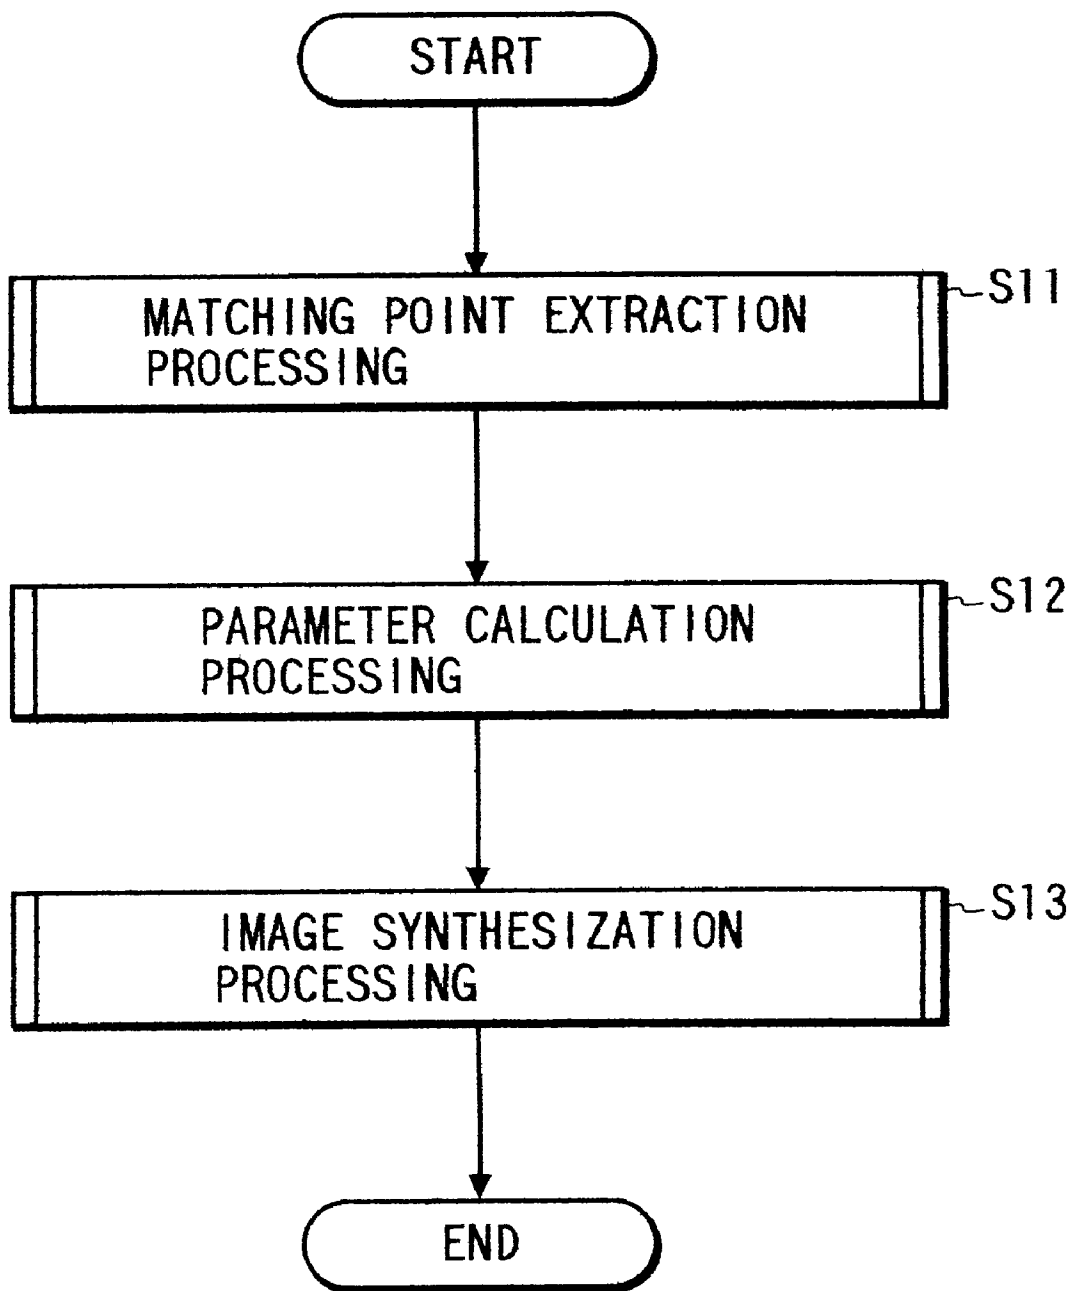 START
MATCHING POINT EXTRACTION
PROCESSING
S11
PARAMETER CALCULATION
PROCESSING
S12
IMAGE SYNTHESIZATION
PROCESSING
S13
END